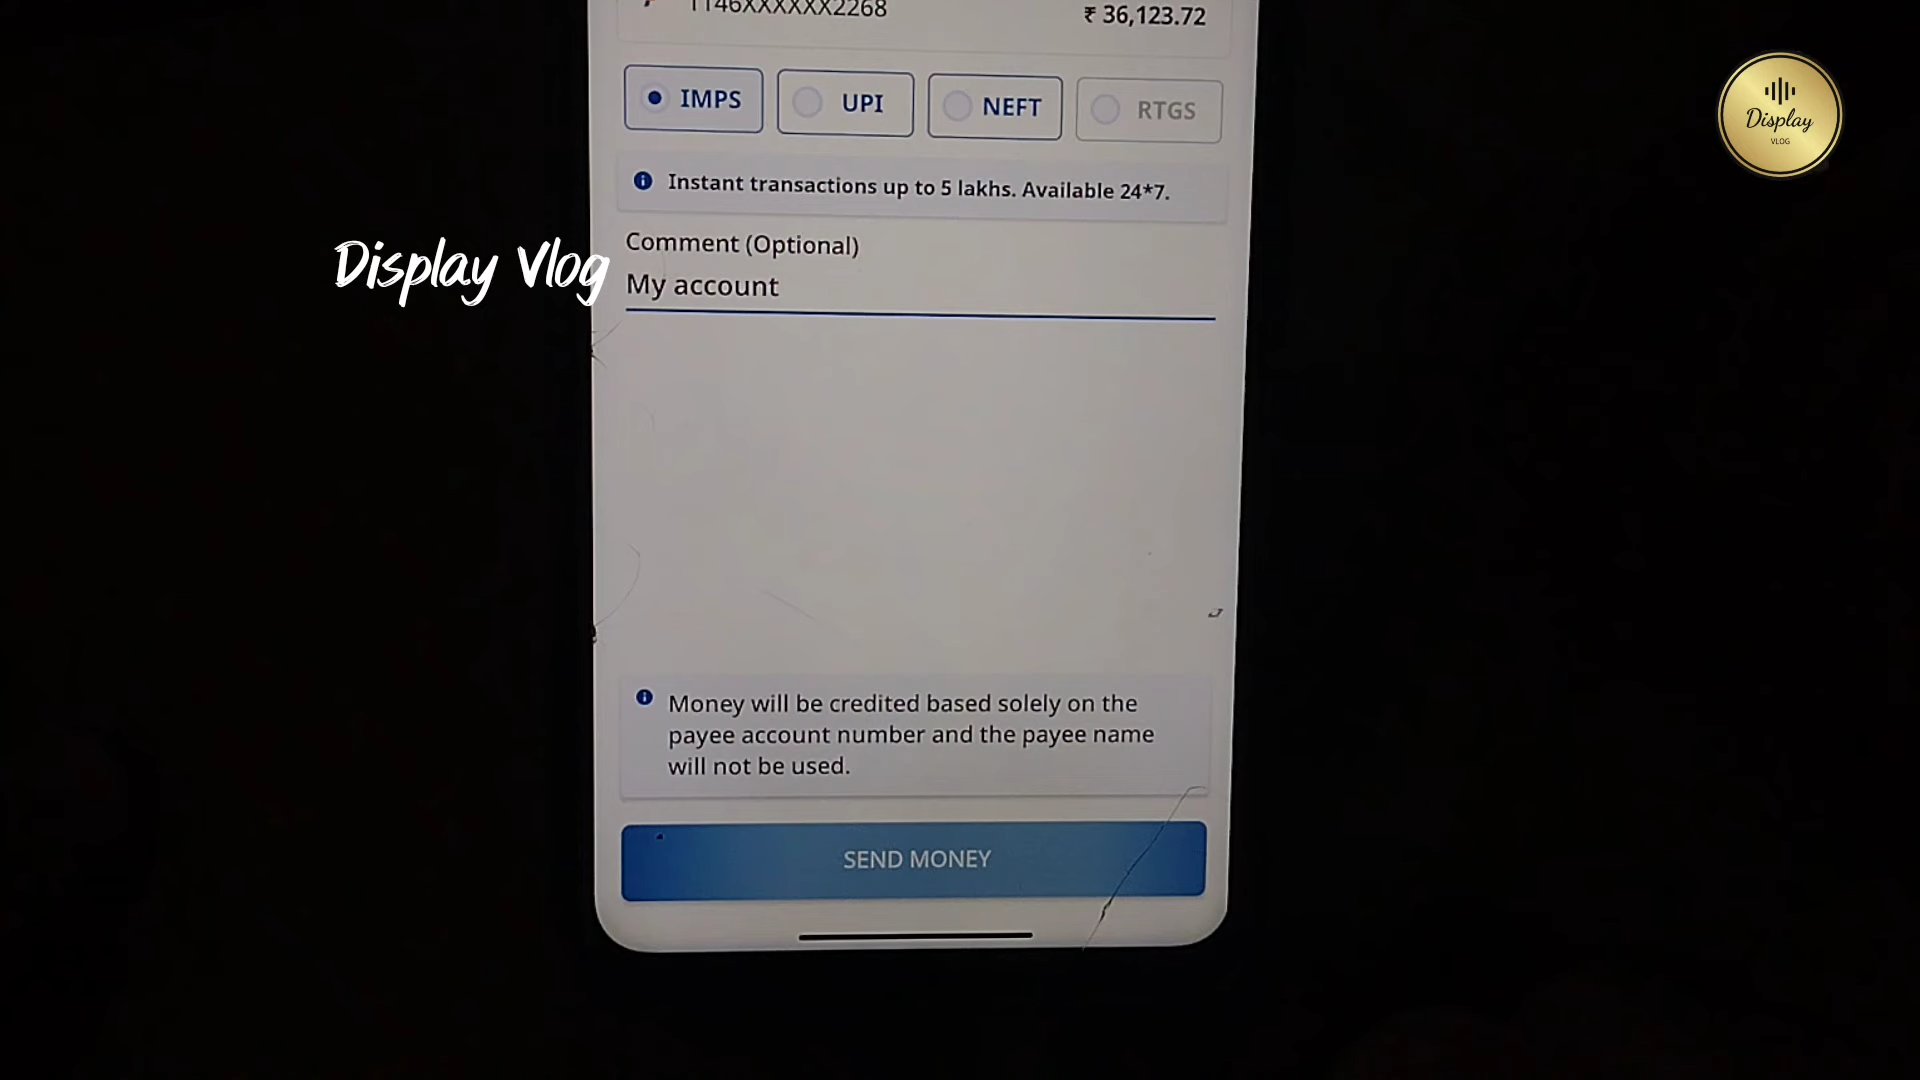 1146XXXXXX2268
₹ 36,123.72
IMPS
UPI
NEFT
RTGS
Instant transactions up to 5 lakhs. Available 24*7.
Comment (Optional)
My account
Display Vlog
Display
VLOG
Money will be credited based solely on the
payee account number and the payee name
will not be used.
SEND MONEY